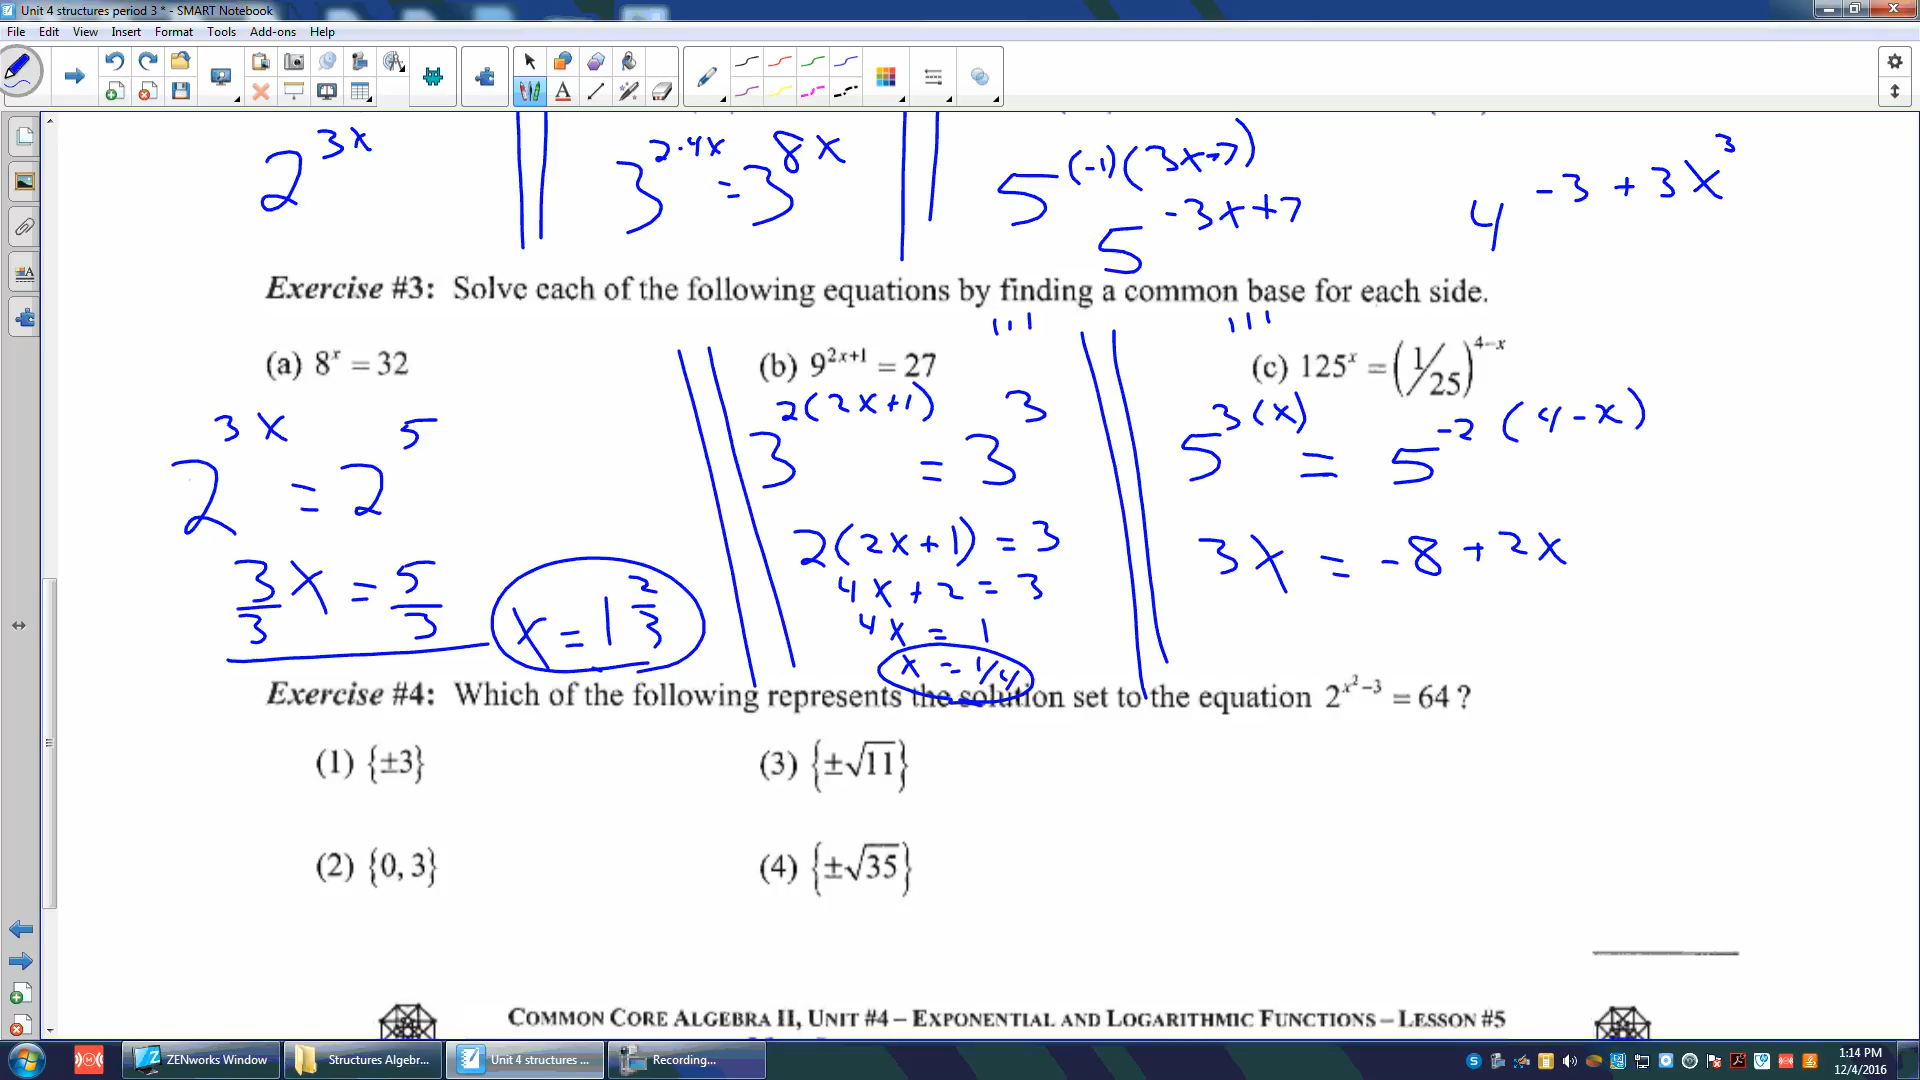 Unit 4 structures period 3 * - SMART Notebook
File Edit View Insert Format Tools Add-ons Help
2^{3x} 3^{2·4x} = 3^{8x} 5^{(-1)(3x-7)} 4^{-3+3x^3}
5^{-3x+7}
Exercise #3: Solve each of the following equations by finding a common base for each side.
(a) 8^x = 32 (b) 9^{2x+1} = 27 (c) 125^x = (1/25)^{4-x}
2^{3x} = 2^5 3^{2(2x+1)} = 3^3 5^{3(x)} = 5^{-2(4-x)}
2(2x+1) = 3 3x = -8 + 2x
3/3 x = 5/3 4x + 2 = 3
x = 1 2/3 4x = 1
x = 1/4
Exercise #4: Which of the following represents the solution set to the equation 2^{x^2-3} = 64 ?
(1) {±3} (3) {±√11}
(2) {0, 3} (4) {±√35}
COMMON CORE ALGEBRA II, UNIT #4 – EXPONENTIAL AND LOGARITHMIC FUNCTIONS – LESSON #5
ZENworks Window Structures Algebr... Unit 4 structures ... Recording... 1:14 PM
12/4/2016